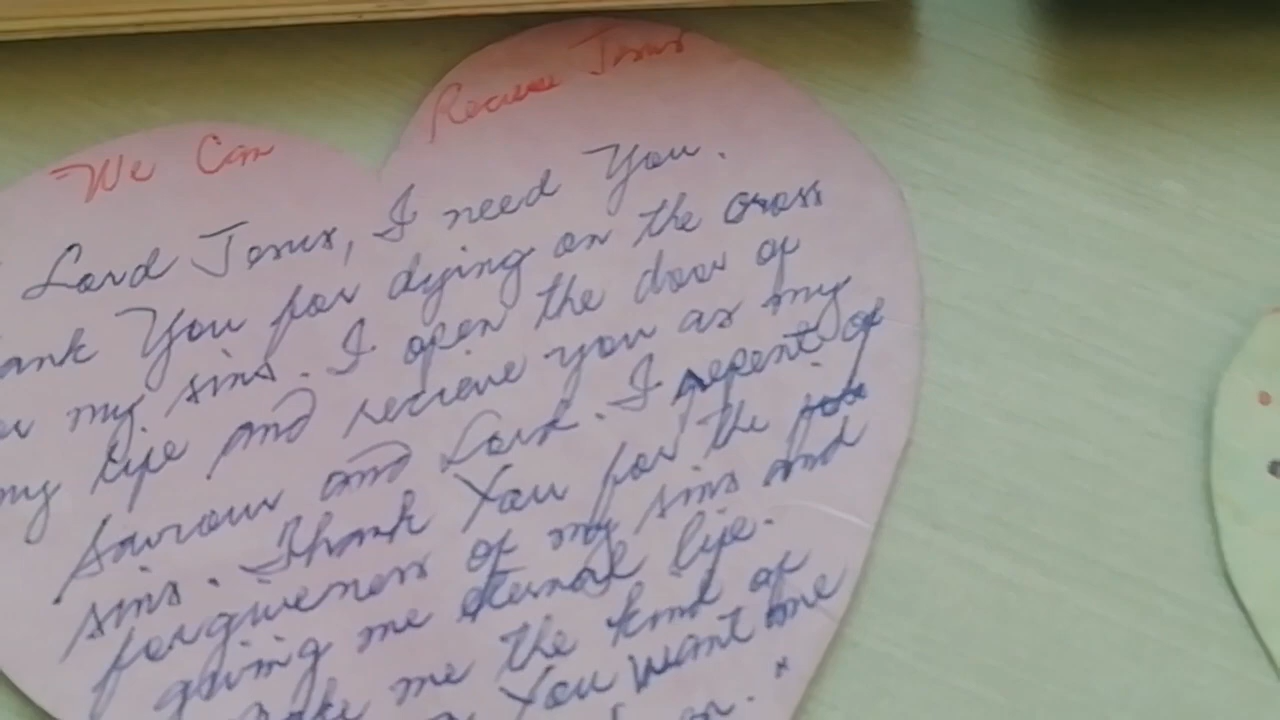 We Can Recieve Jesus
Lord Jesus, I need You.
ank You for dying on the cross
my sins. I open the door of
my life and recieve you as my
Saviour and Lord. I repent of
sins. Thank You for the
forgiveness of my sins and
giving me eternal life.
me the kind of
You want me